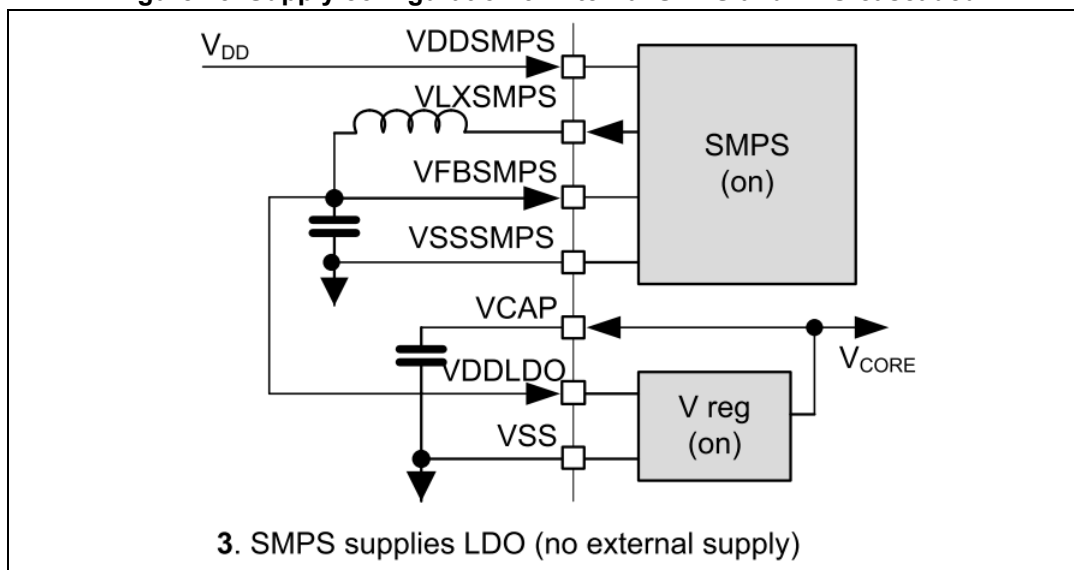 VDD
VDDSMPS
VLXSMPS
VFBSMPS
VSSSMPS
SMPS
(on)
VCAP
VCORE
VDDLDO
V reg
(on)
VSS
3. SMPS supplies LDO (no external supply)